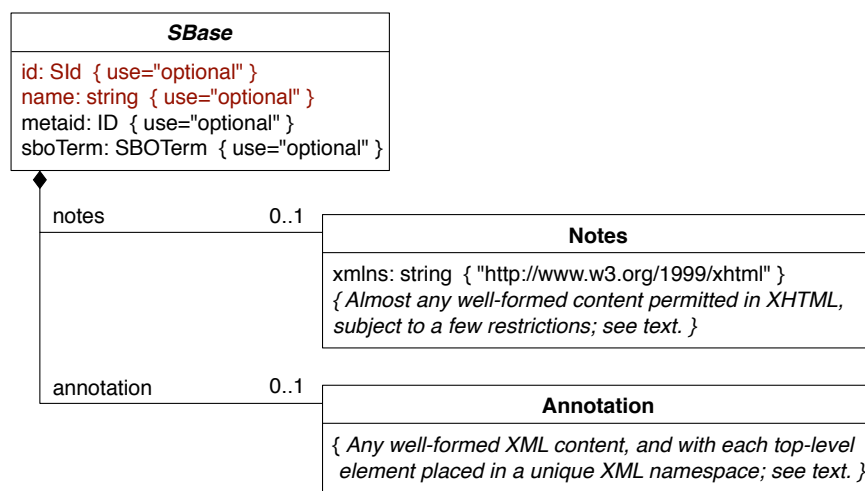 SBase
id: SId { use="optional" }
name: string { use="optional" }
metaid: ID { use="optional" }
sboTerm: SBOTerm { use="optional" }
notes 0..1
Notes
xmlns: string { "http://www.w3.org/1999/xhtml" }
{ Almost any well-formed content permitted in XHTML,
subject to a few restrictions; see text. }
annotation 0..1
Annotation
{ Any well-formed XML content, and with each top-level
element placed in a unique XML namespace; see text. }